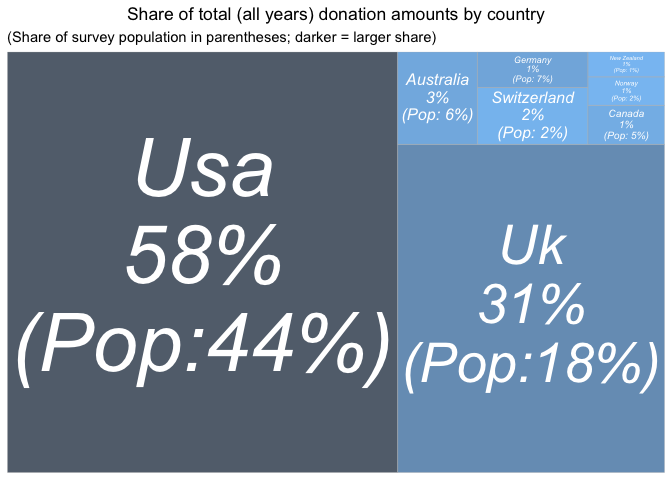 Share of total (all years) donation amounts by country
(Share of survey population in parentheses; darker = larger share)
Usa
58%
(Pop:44%)
Australia
3%
(Pop: 6%)
Germany
1%
(Pop: 7%)
Switzerland
2%
(Pop: 2%)
New Zealand
1%
(Pop: 1%)
Norway
1%
(Pop: 2%)
Canada
1%
(Pop: 5%)
Uk
31%
(Pop:18%)